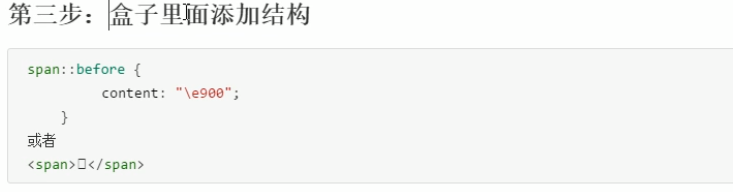 第三步：盒子里面添加结构
span::before {
content: "\e900";
}
或者
<span></span>